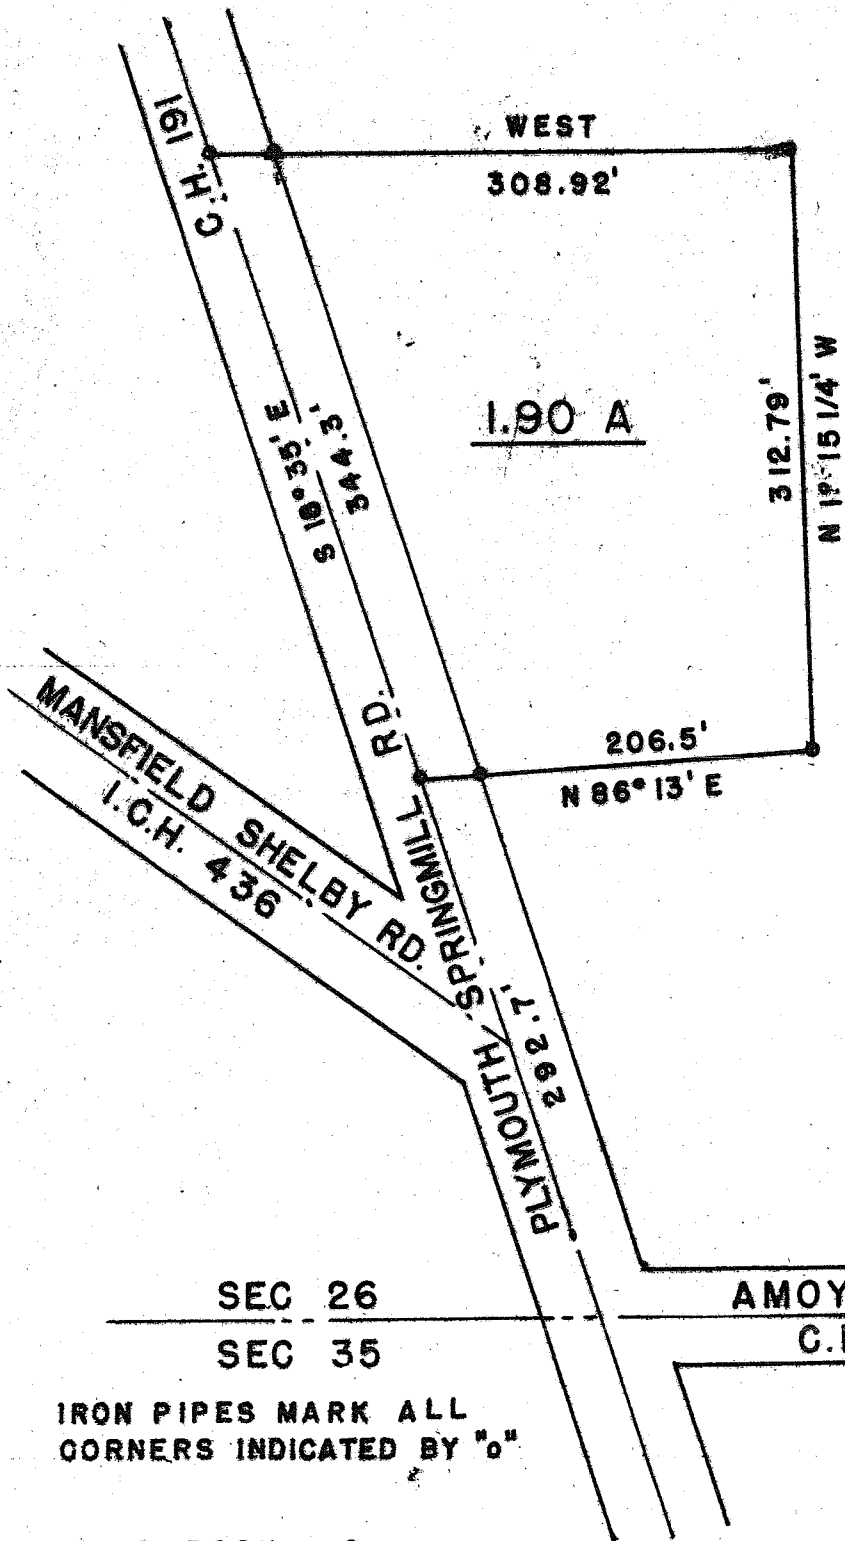 C.H. 191
WEST
308.92'
1.90 A
312.79'
N 1° 15 1/4' W
S 18° 35' E
344.3'
206.5'
N 86° 13' E
MANSFIELD SHELBY RD.
I.C.H. 436
PLYMOUTH SPRINGMILL RD.
292.7'
SEC 26
SEC 35
AMOY
IRON PIPES MARK ALL
CORNERS INDICATED BY "o"